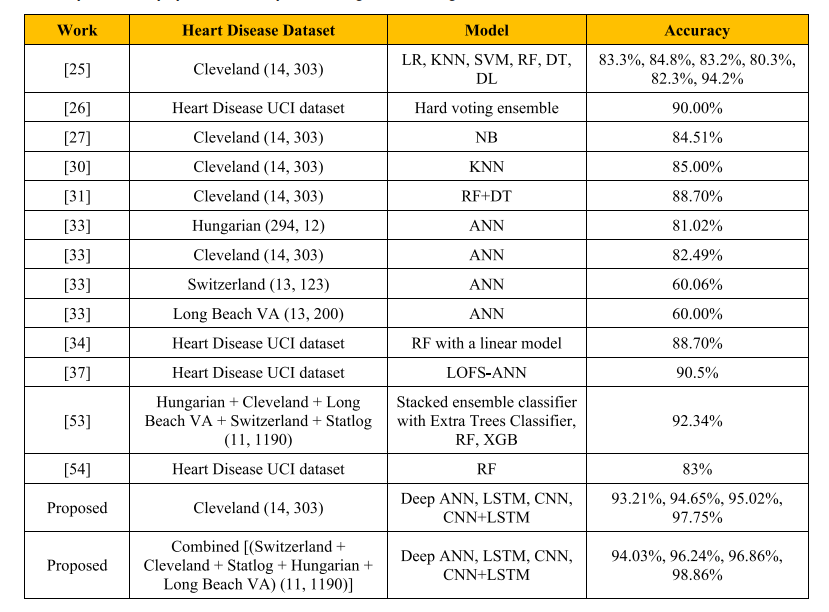 Work Heart Disease Dataset Model Accuracy
[25] Cleveland (14, 303) LR, KNN, SVM, RF, DT, DL 83.3%, 84.8%, 83.2%, 80.3%, 82.3%, 94.2%
[26] Heart Disease UCI dataset Hard voting ensemble 90.00%
[27] Cleveland (14, 303) NB 84.51%
[30] Cleveland (14, 303) KNN 85.00%
[31] Cleveland (14, 303) RF+DT 88.70%
[33] Hungarian (294, 12) ANN 81.02%
[33] Cleveland (14, 303) ANN 82.49%
[33] Switzerland (13, 123) ANN 60.06%
[33] Long Beach VA (13, 200) ANN 60.00%
[34] Heart Disease UCI dataset RF with a linear model 88.70%
[37] Heart Disease UCI dataset LOFS-ANN 90.5%
[53] Hungarian + Cleveland + Long Beach VA + Switzerland + Statlog (11, 1190) Stacked ensemble classifier with Extra Trees Classifier, RF, XGB 92.34%
[54] Heart Disease UCI dataset RF 83%
Proposed Cleveland (14, 303) Deep ANN, LSTM, CNN, CNN+LSTM 93.21%, 94.65%, 95.02%, 97.75%
Proposed Combined [(Switzerland + Cleveland + Statlog + Hungarian + Long Beach VA) (11, 1190)] Deep ANN, LSTM, CNN, CNN+LSTM 94.03%, 96.24%, 96.86%, 98.86%